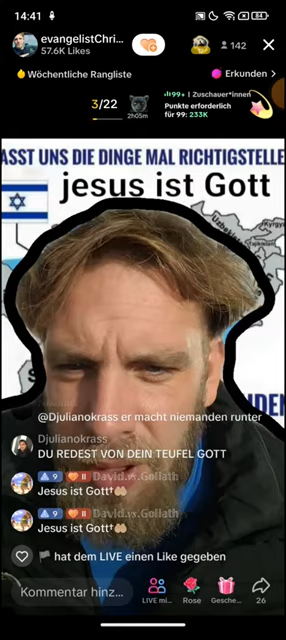 14:41
84
evangelistChri...
57.6K Likes
142
Wöchentliche Rangliste
Erkunden >
3/22
2h05m
99+ | Zuschauer*innen
Punkte erforderlich
für 99: 233K
ASST UNS DIE DINGE MAL RICHTIGSTELLE
jesus ist Gott
@Djulianokrass er macht niemanden runter
Djulianokrass
DU REDEST VON DEIN TEUFEL GOTT
9 II David.vs.Goliath
Jesus ist Gott†🤲🏼
9 II David.vs.Goliath
Jesus ist Gott†🤲🏼
hat dem LIVE einen Like gegeben
Kommentar hinz...
LIVE mi...
Rose
Gesche...
26